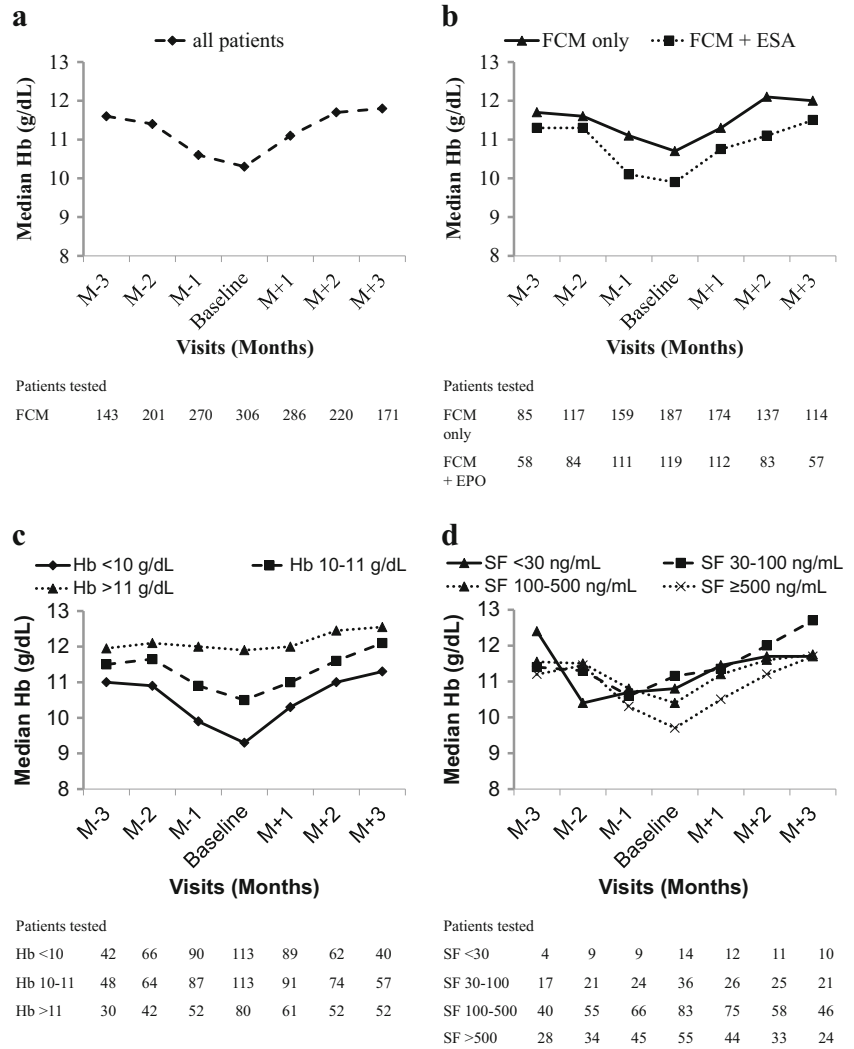 a
all patients
Median Hb (g/dL)
13
12
11
10
9
8
M-3 M-2 M-1 Baseline M+1 M+2 M+3
Visits (Months)
Patients tested
FCM 143 201 270 306 286 220 171
b
FCM only FCM + ESA
Median Hb (g/dL)
13
12
11
10
9
8
M-3 M-2 M-1 Baseline M+1 M+2 M+3
Visits (Months)
Patients tested
FCM 85 117 159 187 174 137 114
only
FCM 58 84 111 119 112 83 57
+ EPO
c
Hb <10 g/dL Hb 10-11 g/dL
Hb >11 g/dL
Median Hb (g/dL)
13
12
11
10
9
8
M-3 M-2 M-1 Baseline M+1 M+2 M+3
Visits (Months)
Patients tested
Hb <10 42 66 90 113 89 62 40
Hb 10-11 48 64 87 113 91 74 57
Hb >11 30 42 52 80 61 52 52
d
SF <30 ng/mL SF 30-100 ng/mL
SF 100-500 ng/mL SF ≥500 ng/mL
Median Hb (g/dL)
13
12
11
10
9
8
M-3 M-2 M-1 Baseline M+1 M+2 M+3
Visits (Months)
Patients tested
SF <30 4 9 9 14 12 11 10
SF 30-100 17 21 24 36 26 25 21
SF 100-500 40 55 66 83 75 58 46
SF >500 28 34 45 55 44 33 24